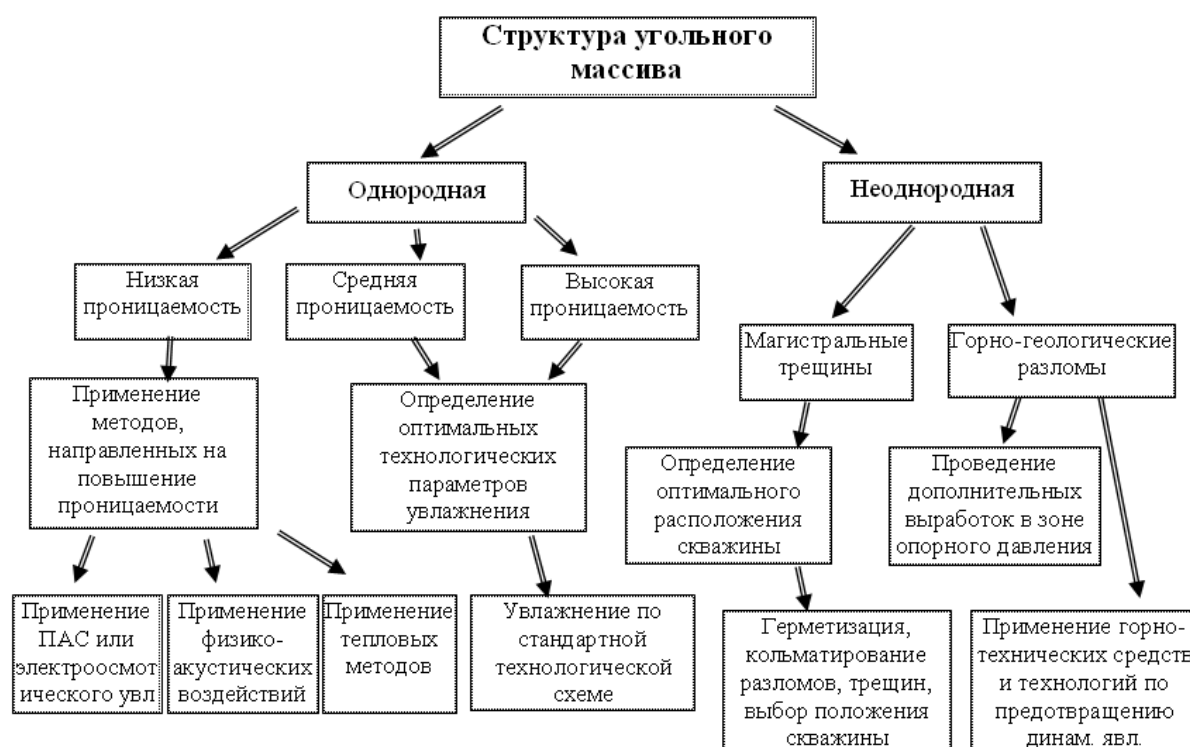 Структура угольного
массива
Однородная
Неоднородная
Низкая
проницаемость
Средняя
проницаемость
Высокая
проницаемость
Магистральные
трещины
Горно-геологические
разломы
Применение
методов,
направленных на
повышение
проницаемости
Определение
оптимальных
технологических
параметров
увлажнения
Определение
оптимального
расположения
скважины
Проведение
дополнительных
выработок в зоне
опорного давления
Применение
ПАС или
электроосмот
ического увл
Применение
физико-
акустических
воздействий
Применение
тепловых
методов
Увлажнение по
стандартной
технологической
схеме
Герметизация,
кольматирование
разломов, трещин,
выбор положения
скважины
Применение горно-
технических средств
и технологий по
предотвращению
динам. явл.